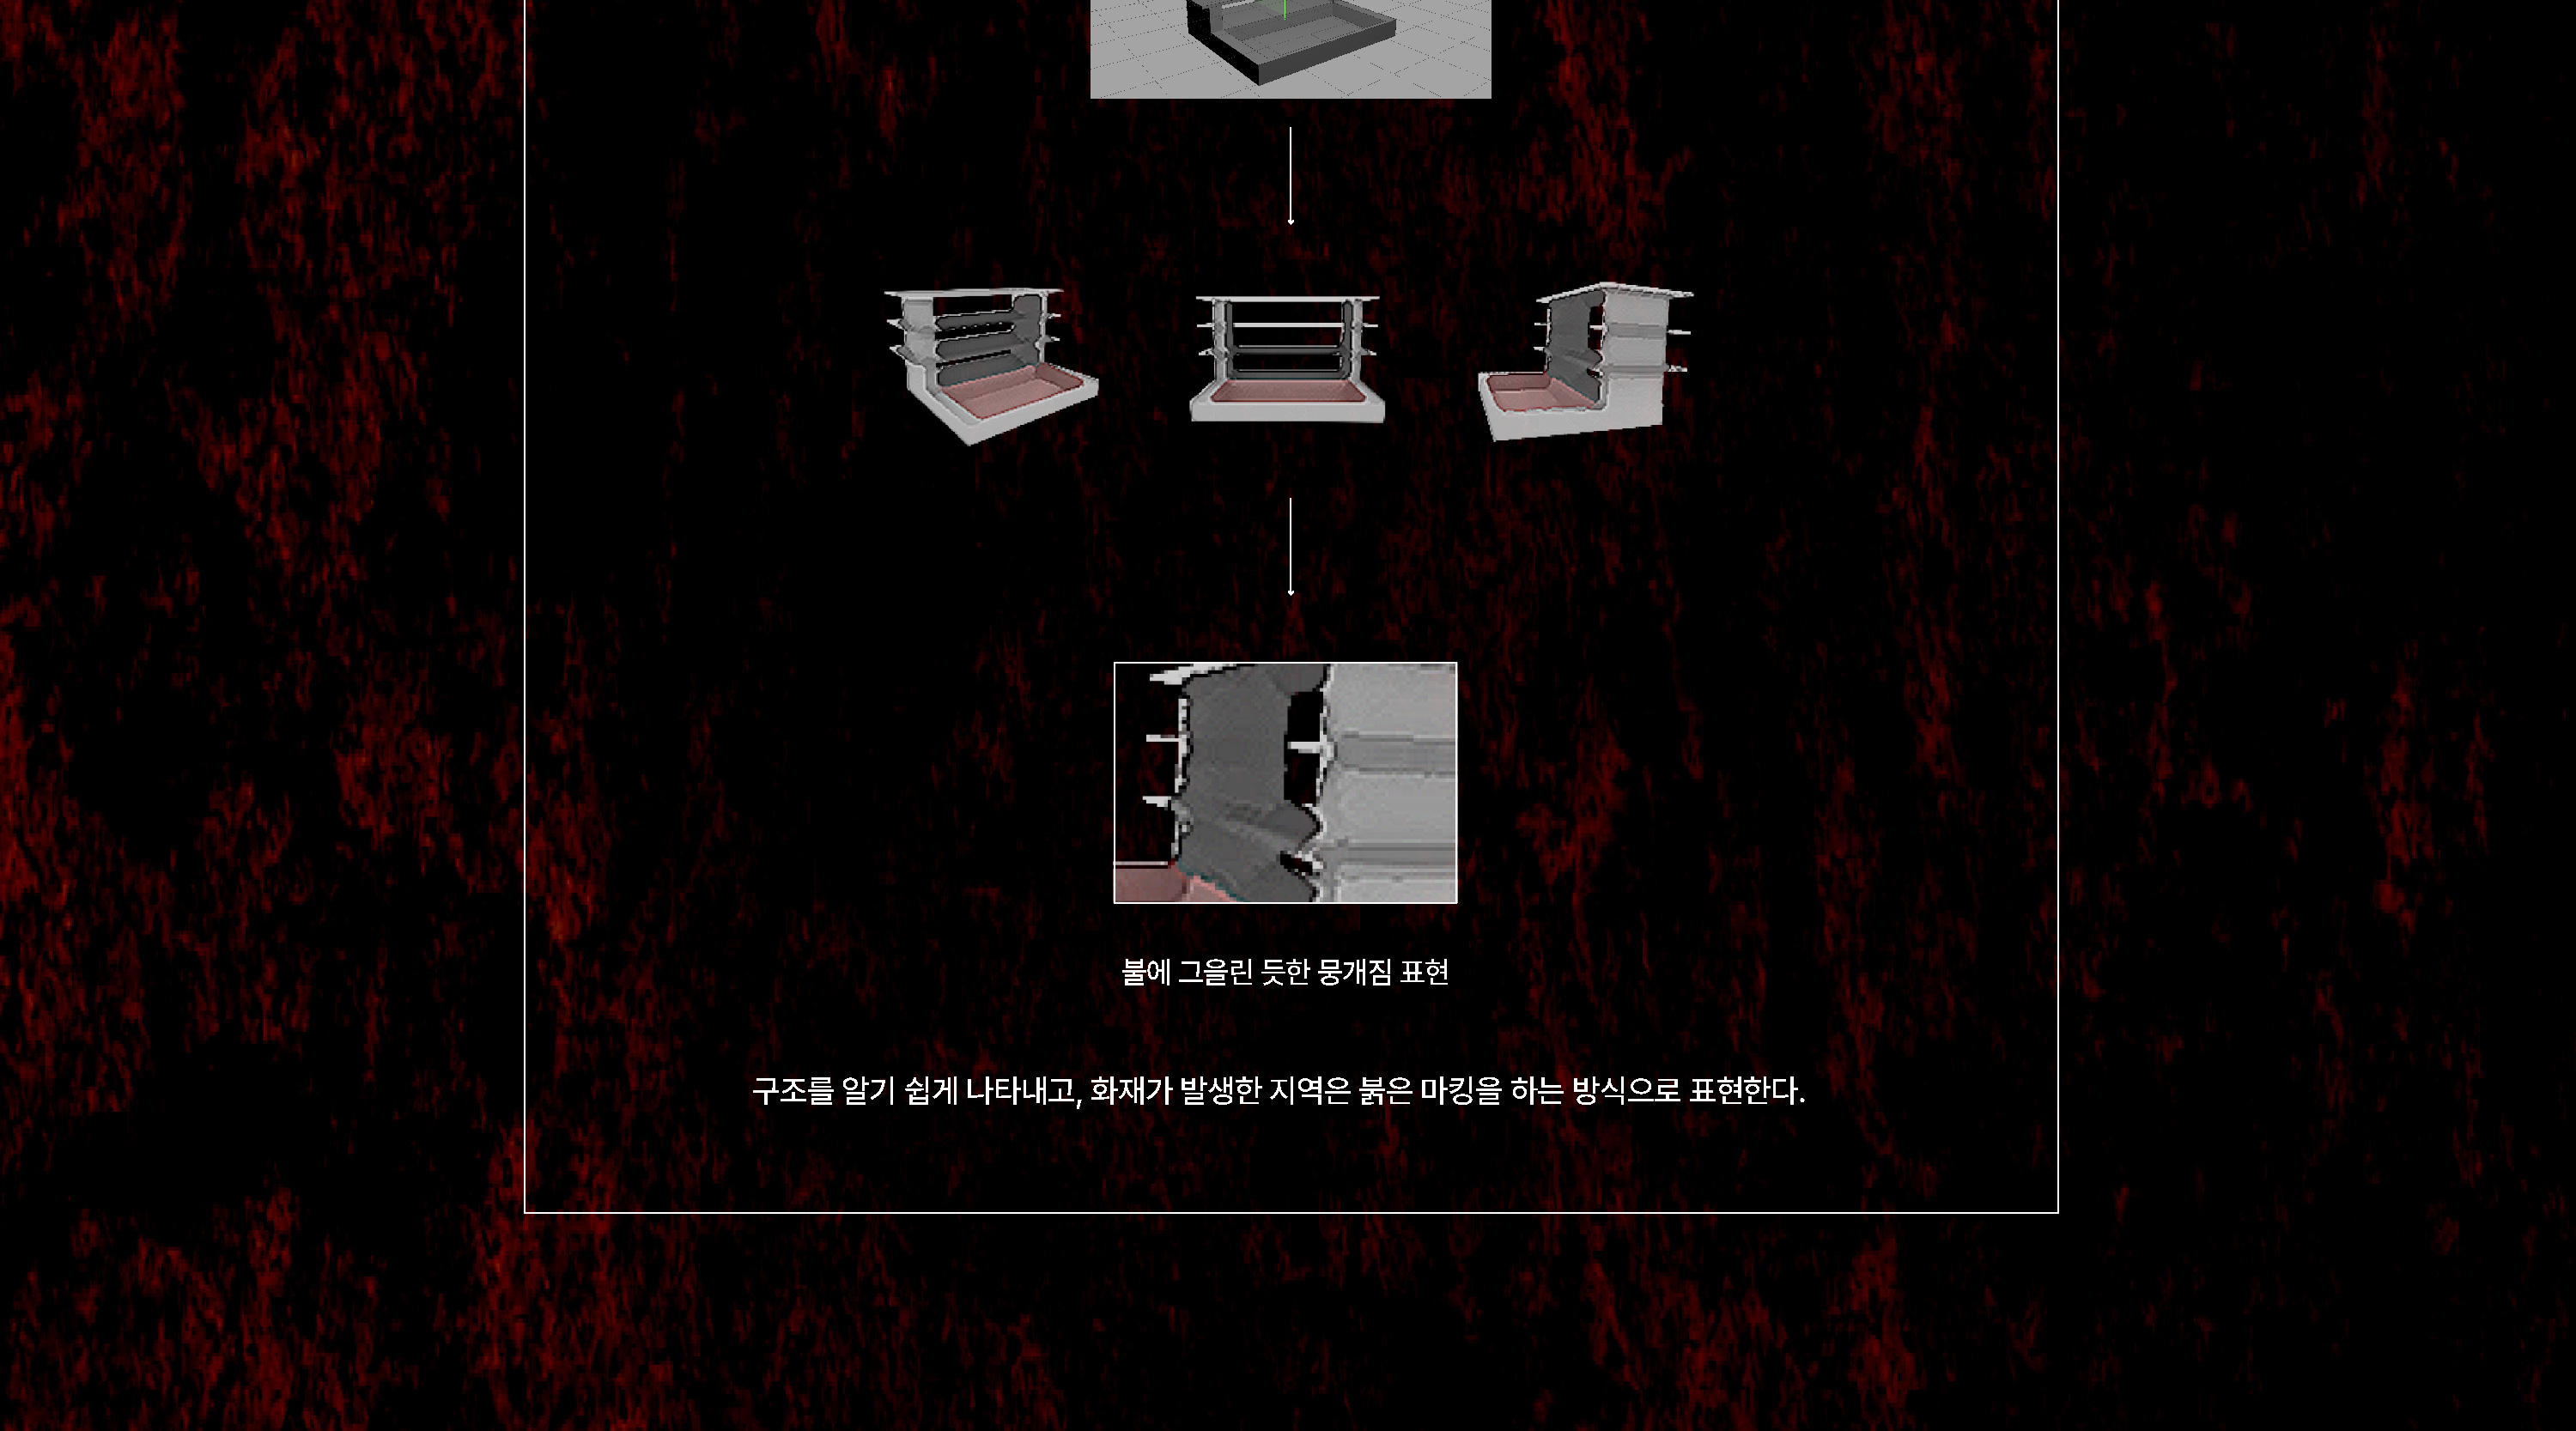 불에 그을린 듯한 뭉개짐 표현
구조를 알기 쉽게 나타내고, 화재가 발생한 지역은 붉은 마킹을 하는 방식으로 표현한다.